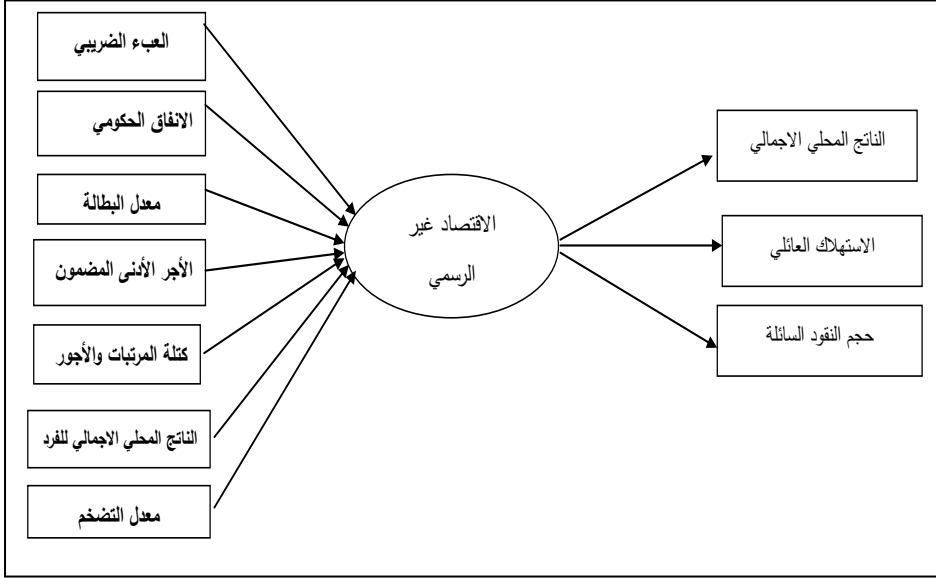 العبء الضريبي
الانفاق الحكومي
معدل البطالة
الأجر الأدنى المضمون
كتلة المرتبات والأجور
الناتج المحلي الاجمالي للفرد
معدل التضخم
الاقتصاد غير
الرسمي
الناتج المحلي الاجمالي
الاستهلاك العائلي
حجم النقود السائلة